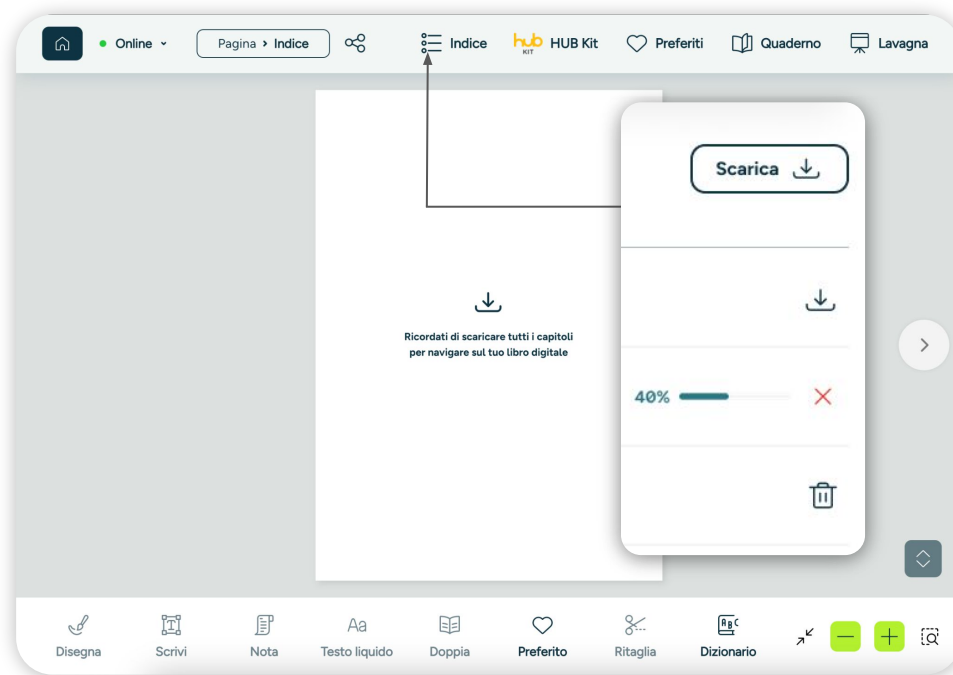 Online
Pagina > Indice
Indice
hub
KIT
HUB Kit
Preferiti
Quaderno
Lavagna
Scarica
Ricordati di scaricare tutti i capitoli
per navigare sul tuo libro digitale
40%
T
Aa
A B C
Disegna
Scrivi
Nota
Testo liquido
Doppia
Preferito
Ritaglia
Dizionario